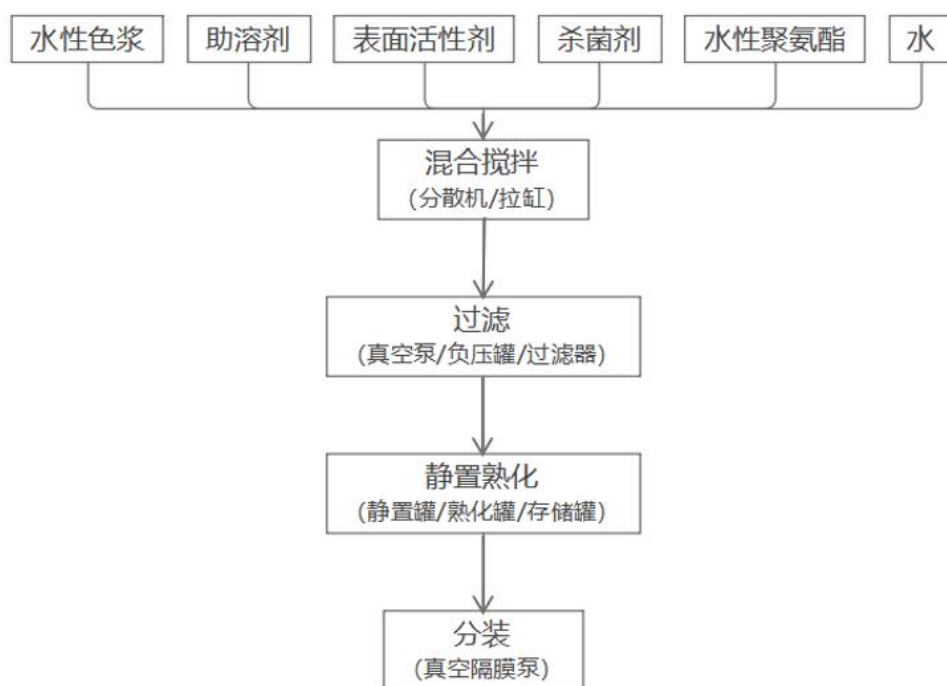 水性色浆 助溶剂 表面活性剂 杀菌剂 水性聚氨酯 水
混合搅拌
(分散机/拉缸)
过滤
(真空泵/负压罐/过滤器)
静置熟化
(静置罐/熟化罐/存储罐)
分装
(真空隔膜泵)